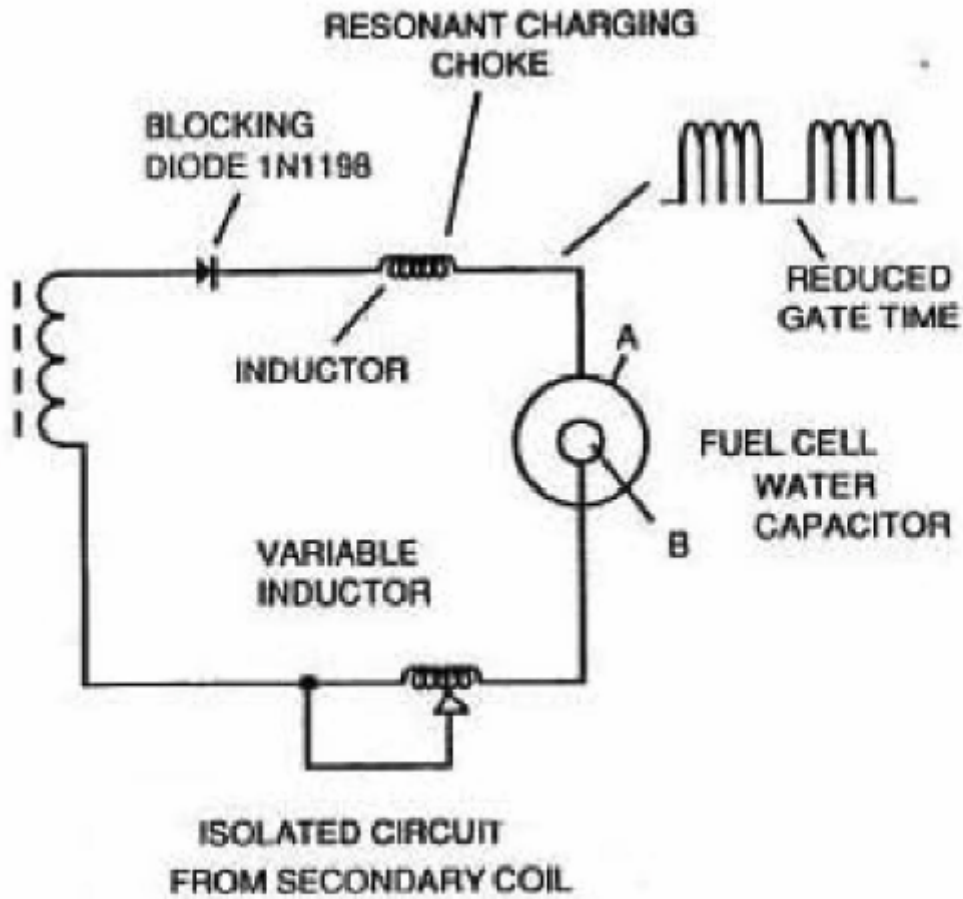 RESONANT CHARGING
CHOKE
BLOCKING
DIODE 1N1198
REDUCED
GATE TIME
INDUCTOR
A
FUEL CELL
WATER
CAPACITOR
B
VARIABLE
INDUCTOR
ISOLATED CIRCUIT
FROM SECONDARY COIL